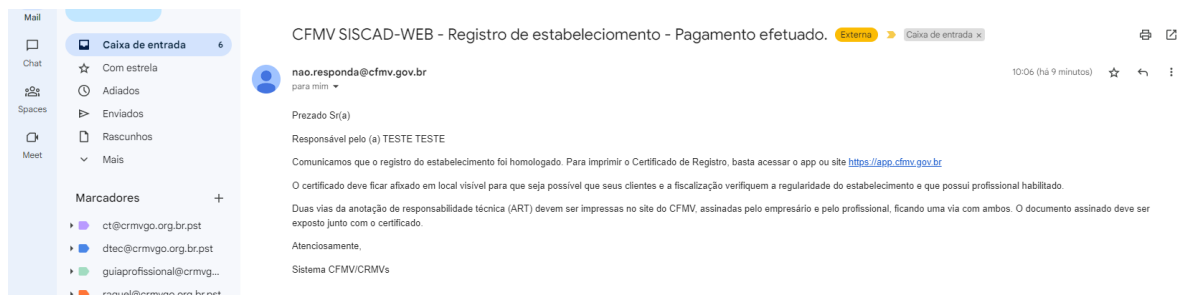 Mail
Chat
Spaces
Meet
Caixa de entrada 6
Com estrela
Adiados
Enviados
Rascunhos
Mais
Marcadores +
ct@crmvgo.org.br.pst
dtec@crmvgo.org.br.pst
guiaprofissional@crmvg...
raquel@crmvgo.org.br.pst
CFMV SISCAD-WEB - Registro de estabeleciomento - Pagamento efetuado. Externa Caixa de entrada x
nao.responda@cfmv.gov.br 10:06 (há 9 minutos)
para mim
Prezado Sr(a)
Responsável pelo (a) TESTE TESTE
Comunicamos que o registro do estabelecimento foi homologado. Para imprimir o Certificado de Registro, basta acessar o app ou site https://app.cfmv.gov.br
O certificado deve ficar afixado em local visível para que seja possível que seus clientes e a fiscalização verifiquem a regularidade do estabelecimento e que possui profissional habilitado.
Duas vias da anotação de responsabilidade técnica (ART) devem ser impressas no site do CFMV, assinadas pelo empresário e pelo profissional, ficando uma via com ambos. O documento assinado deve ser
exposto junto com o certificado.
Atenciosamente,
Sistema CFMV/CRMVs